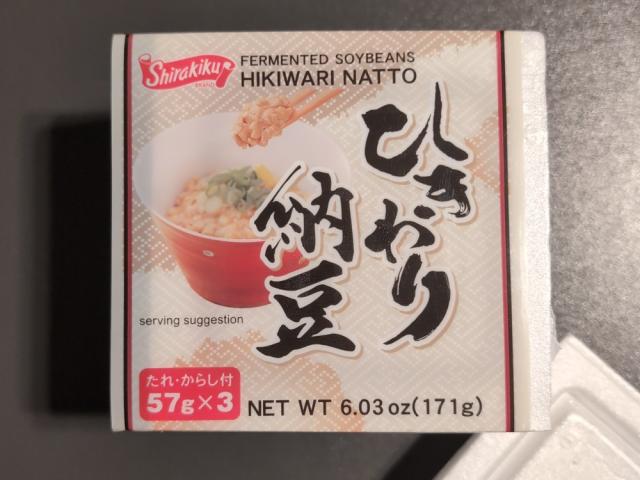 Shirakiku
BRAND
FERMENTED SOYBEANS
HIKIWARI NATTO
ひきわり
納豆
serving suggestion
たれ・からし付
57g×3
NET WT 6.03 oz(171g)